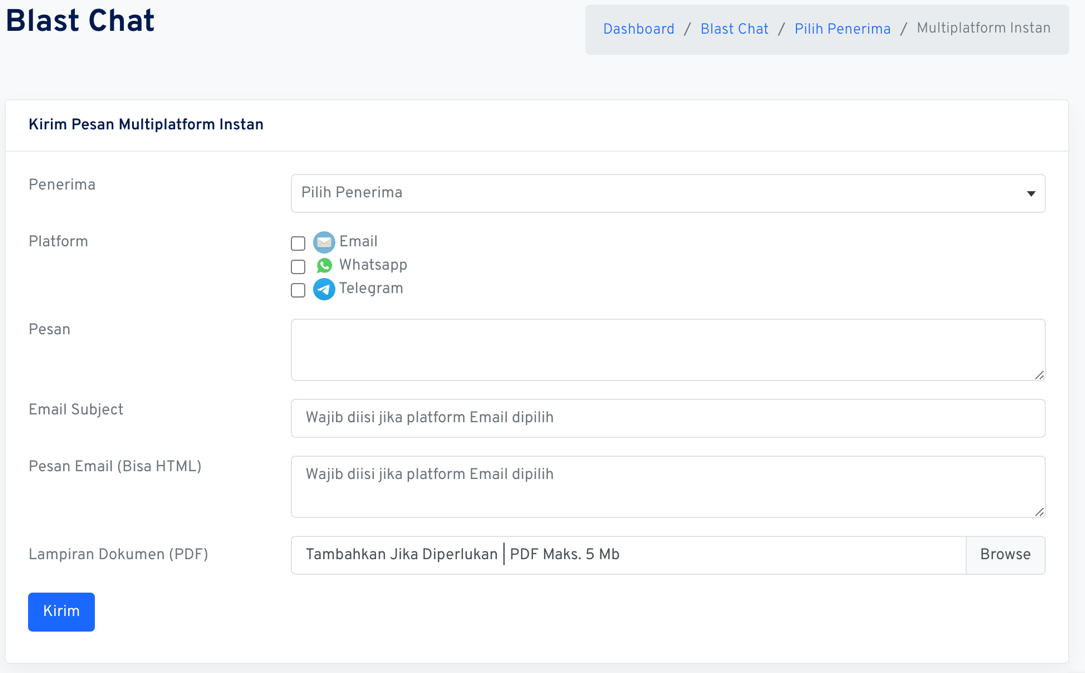 Blast Chat
Dashboard / Blast Chat / Pilih Penerima / Multiplatform Instan
Kirim Pesan Multiplatform Instan
Penerima
Pilih Penerima
Platform
Email
Whatsapp
Telegram
Pesan
Email Subject
Wajib diisi jika platform Email dipilih
Pesan Email (Bisa HTML)
Wajib diisi jika platform Email dipilih
Lampiran Dokumen (PDF)
Tambahkan Jika Diperlukan | PDF Maks. 5 Mb
Browse
Kirim